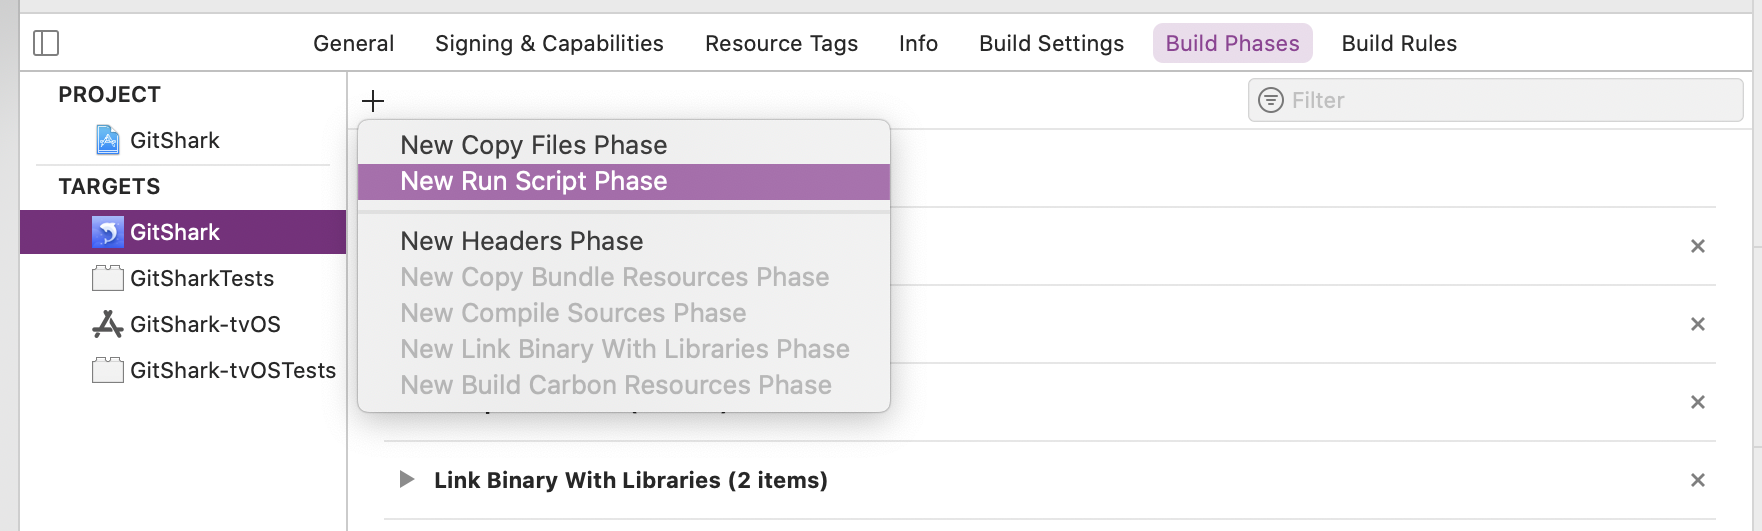 General Signing & Capabilities Resource Tags Info Build Settings Build Phases Build Rules
PROJECT
GitShark
TARGETS
GitShark
GitSharkTests
GitShark-tvOS
GitShark-tvOSTests
Filter
New Copy Files Phase
New Run Script Phase
New Headers Phase
New Copy Bundle Resources Phase
New Compile Sources Phase
New Link Binary With Libraries Phase
New Build Carbon Resources Phase
Link Binary With Libraries (2 items)